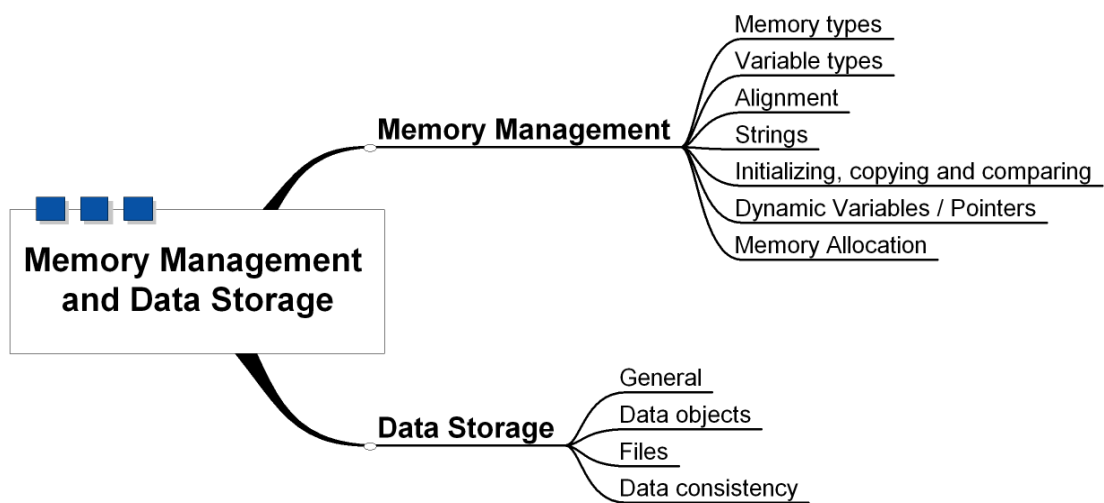 Memory Management
and Data Storage
Memory Management
Memory types
Variable types
Alignment
Strings
Initializing, copying and comparing
Dynamic Variables / Pointers
Memory Allocation
Data Storage
General
Data objects
Files
Data consistency